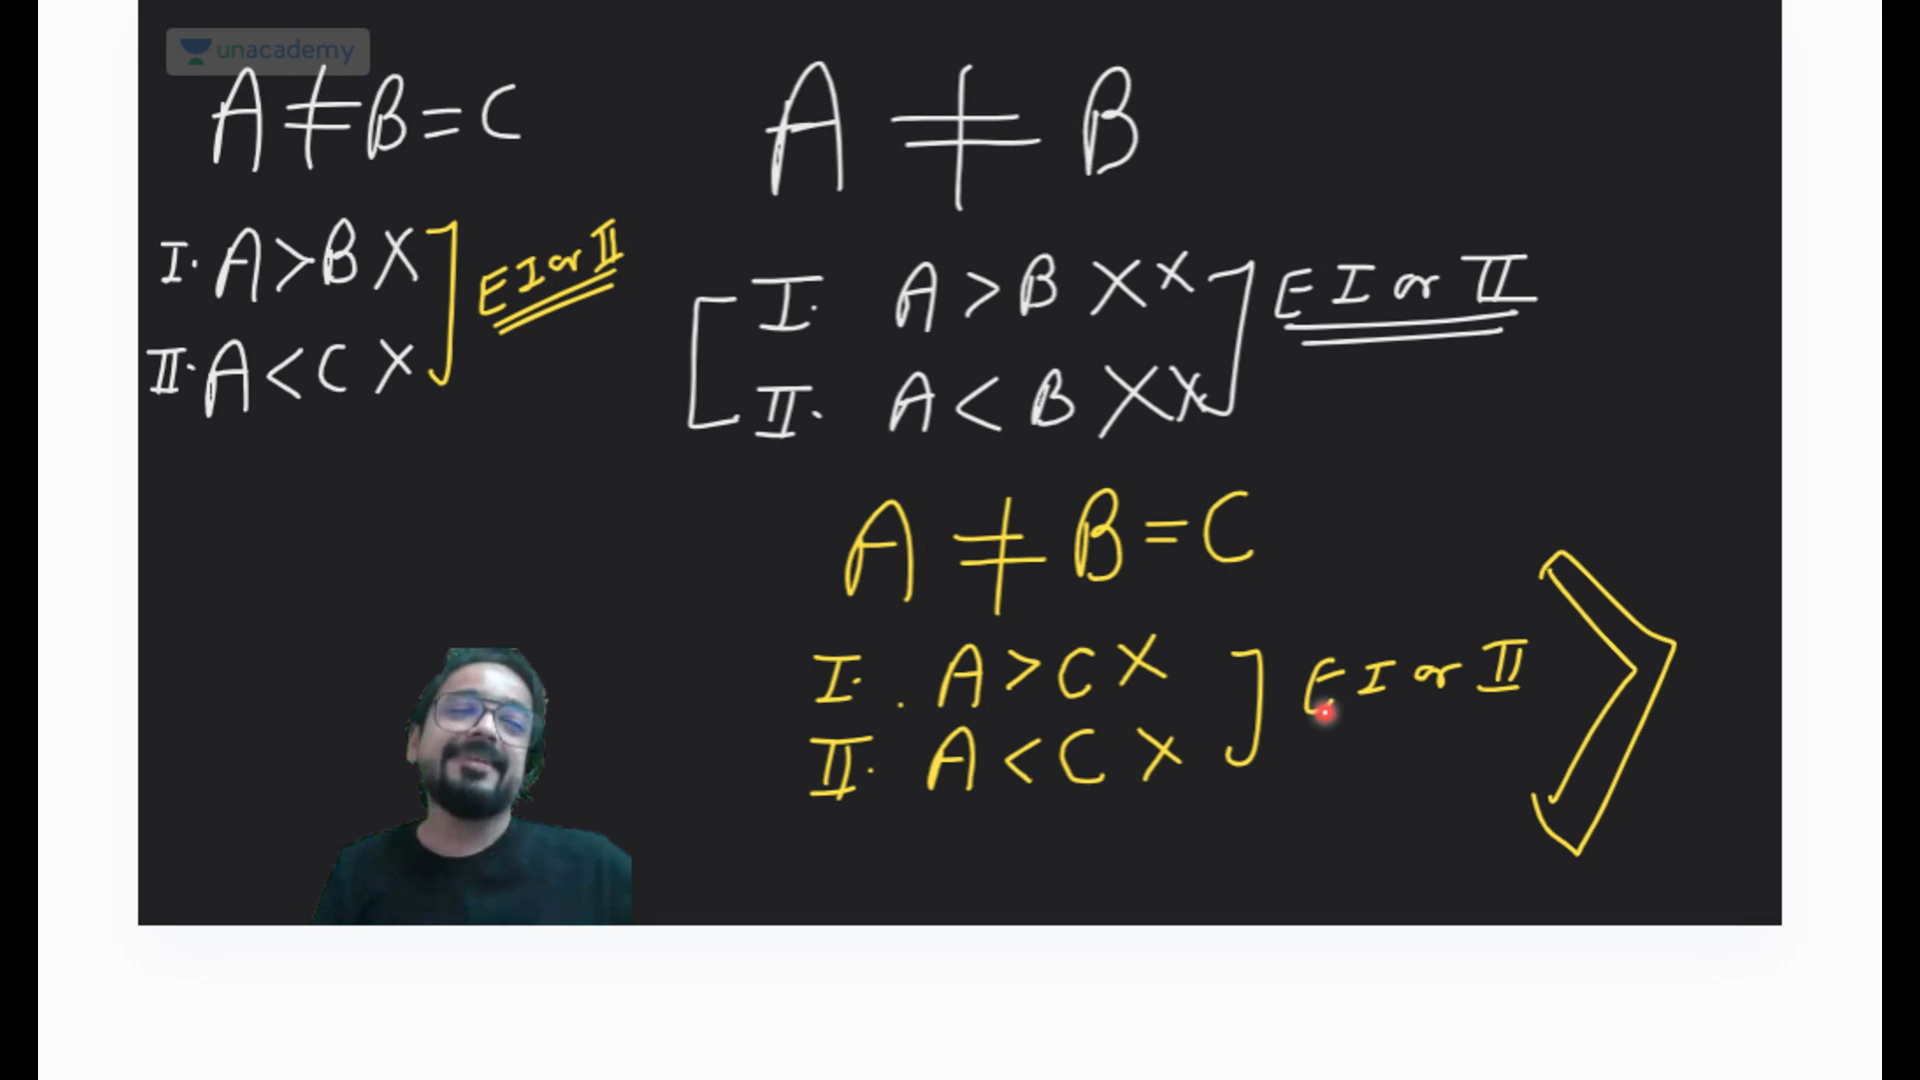 unacademy
A ≠ B = C
I. A > B X
II. A < C X
E I or II
A ≠ B
I. A > B X X
II. A < B X X
E I or II
A ≠ B = C
I. A > C X
II. A < C X
E I or II